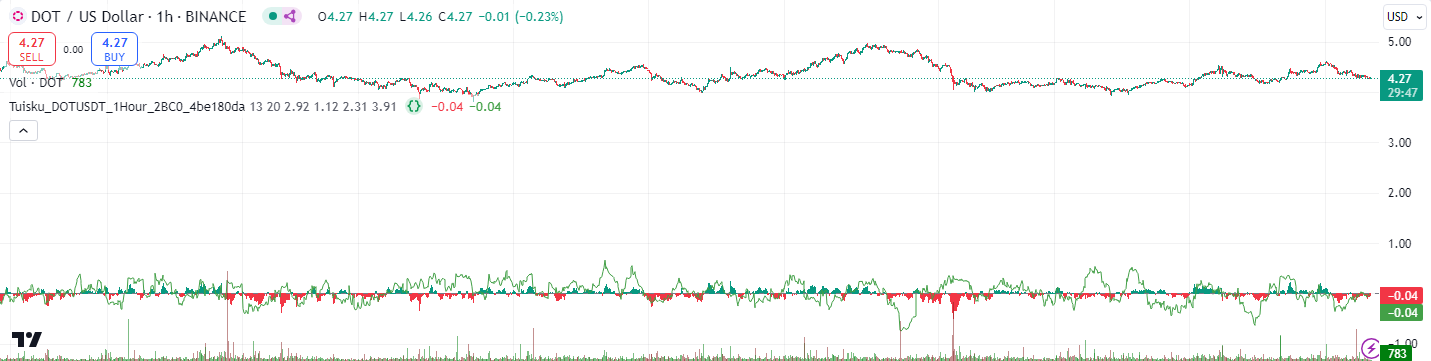 DOT / US Dollar · 1h · BINANCE O4.27 H4.27 L4.26 C4.27 −0.01 (−0.23%)
USD
4.27 SELL 0.00 4.27 BUY
5.00
Vol · DOT 783
4.27
29:47
Tuisku_DOTUSDT_1Hour_2BC0_4be180da 13 20 2.92 1.12 2.31 3.91 {} −0.04 −0.04
3.00
2.00
1.00
−0.04
−0.04
−1.00
783